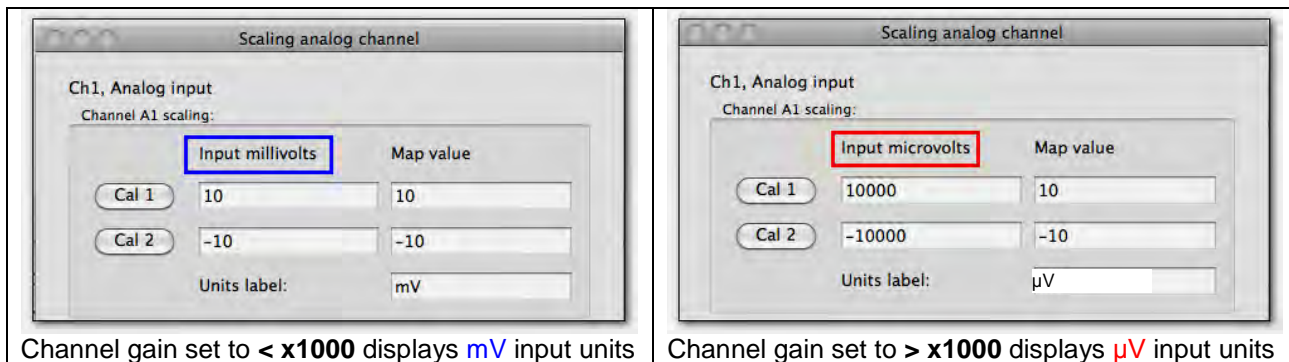 Scaling analog channel
Ch1, Analog input
Channel A1 scaling:
Input millivolts Map value
Cal 1 10 10
Cal 2 -10 -10
Units label: mV
Channel gain set to < x1000 displays mV input units
Scaling analog channel
Ch1, Analog input
Channel A1 scaling:
Input microvolts Map value
Cal 1 10000 10
Cal 2 -10000 -10
Units label: µV
Channel gain set to > x1000 displays µV input units